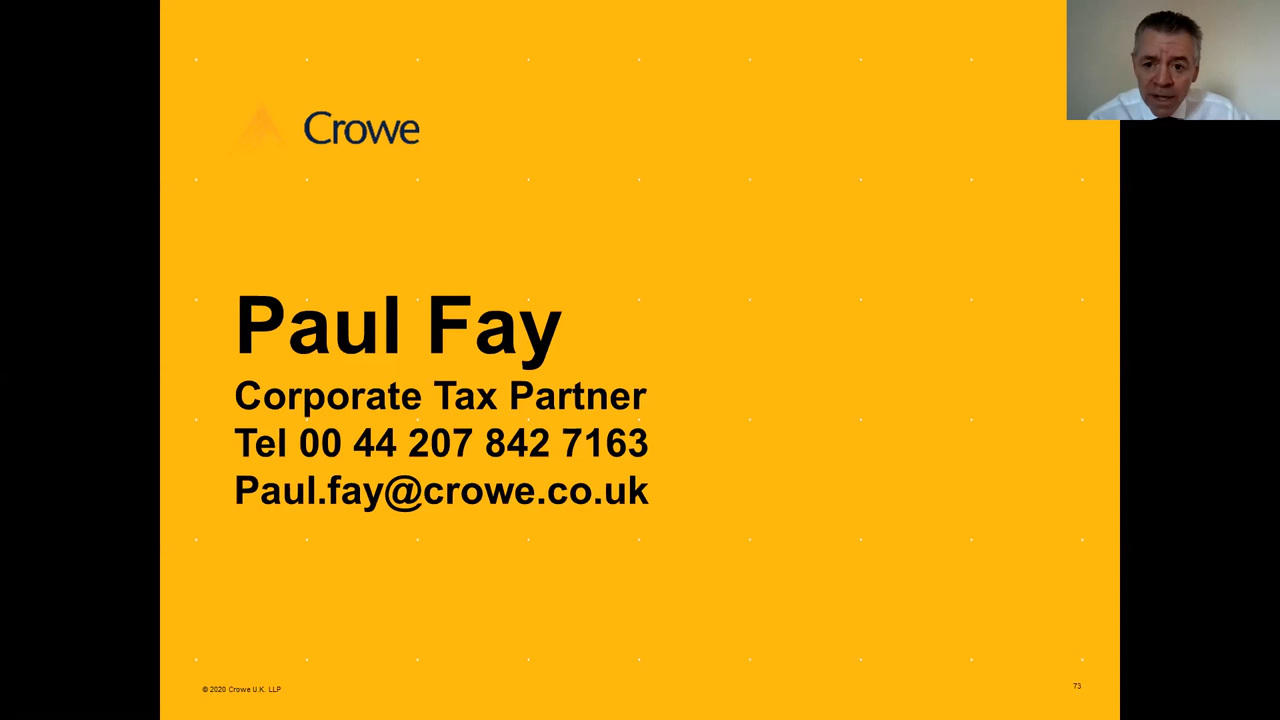 Crowe
Paul Fay
Corporate Tax Partner
Tel 00 44 207 842 7163
Paul.fay@crowe.co.uk
© 2020 Crowe U.K. LLP
73